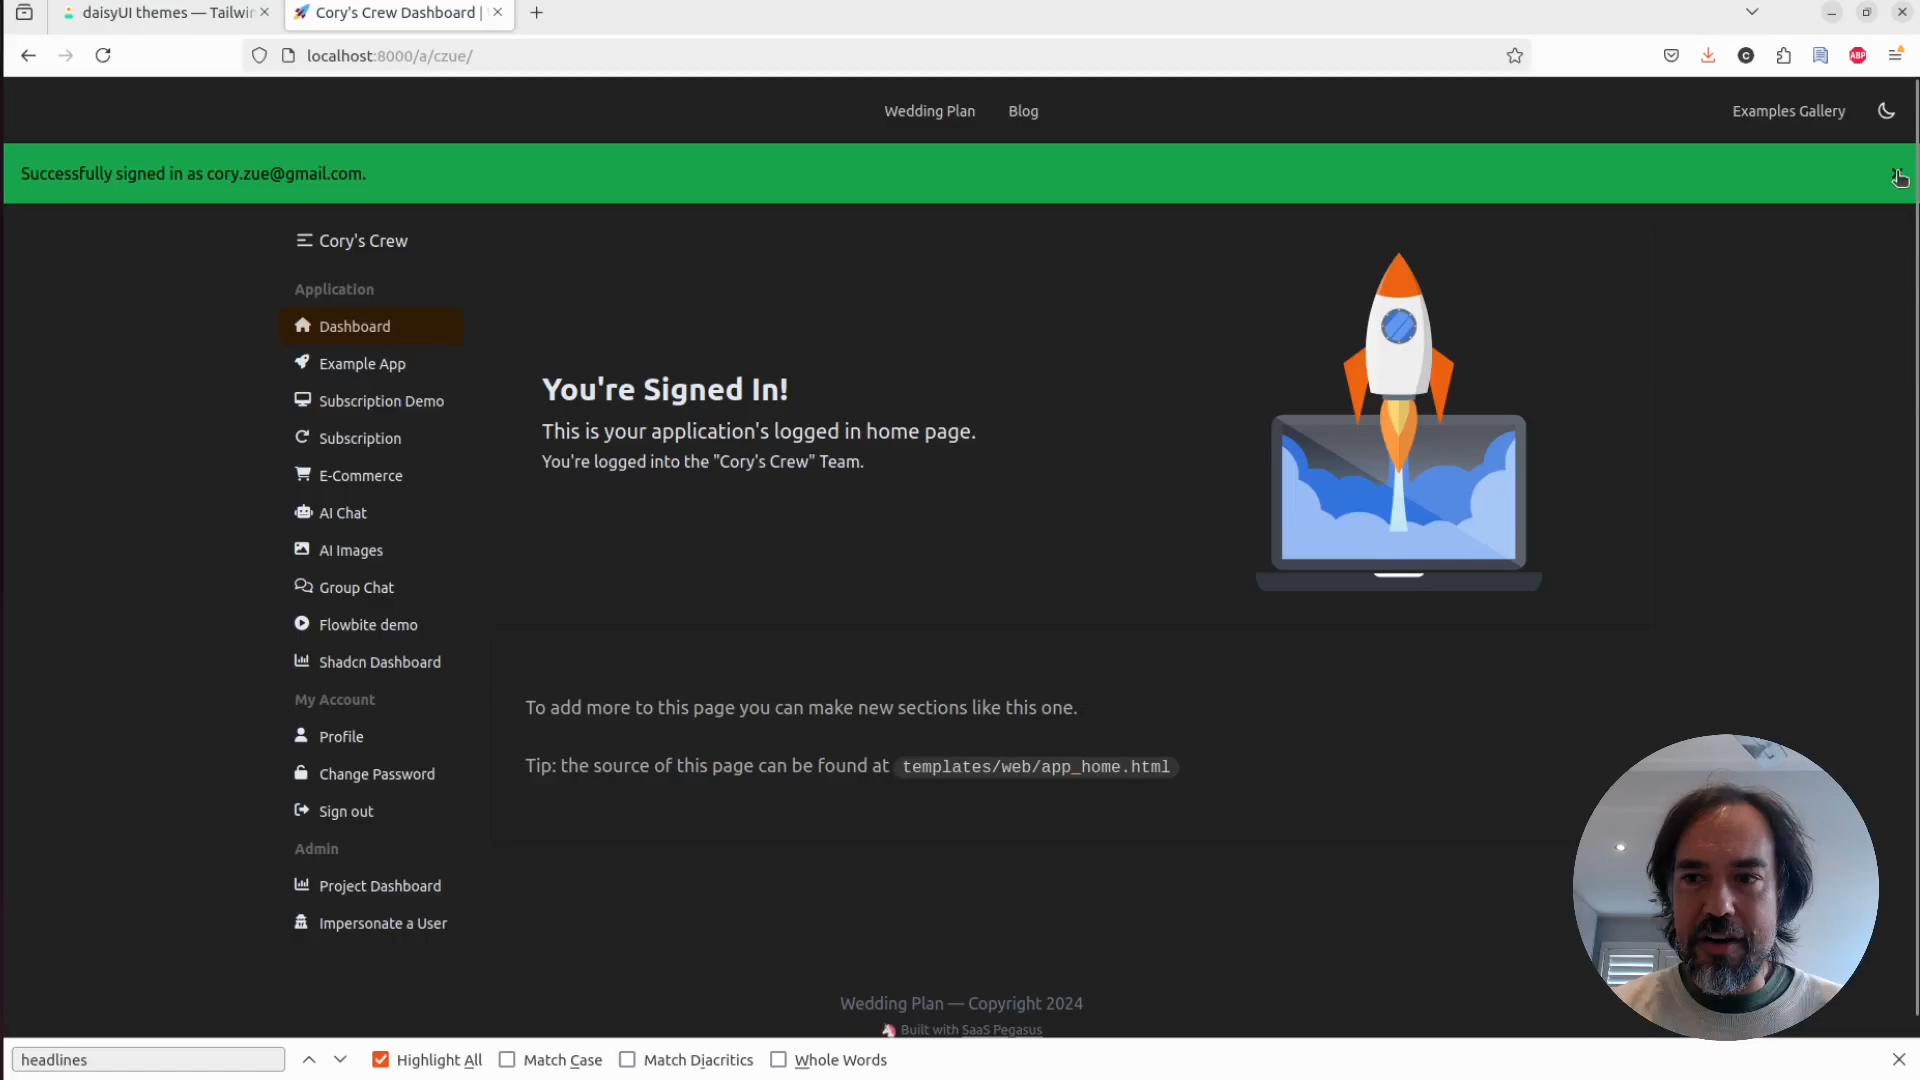 daisyUI themes — Tailwin
Cory's Crew Dashboard |
localhost:8000/a/czue/
ABP
Wedding Plan
Blog
Examples Gallery
Successfully signed in as cory.zue@gmail.com.
Cory's Crew
Application
Dashboard
Example App
Subscription Demo
Subscription
E-Commerce
AI Chat
AI Images
Group Chat
Flowbite demo
Shadcn Dashboard
My Account
Profile
Change Password
Sign out
Admin
Project Dashboard
Impersonate a User
You're Signed In!
This is your application's logged in home page.
You're logged into the "Cory's Crew" Team.
To add more to this page you can make new sections like this one.
Tip: the source of this page can be found at templates/web/app_home.html
Wedding Plan — Copyright 2024
Built with SaaS Pegasus
headlines
Highlight All
Match Case
Match Diacritics
Whole Words